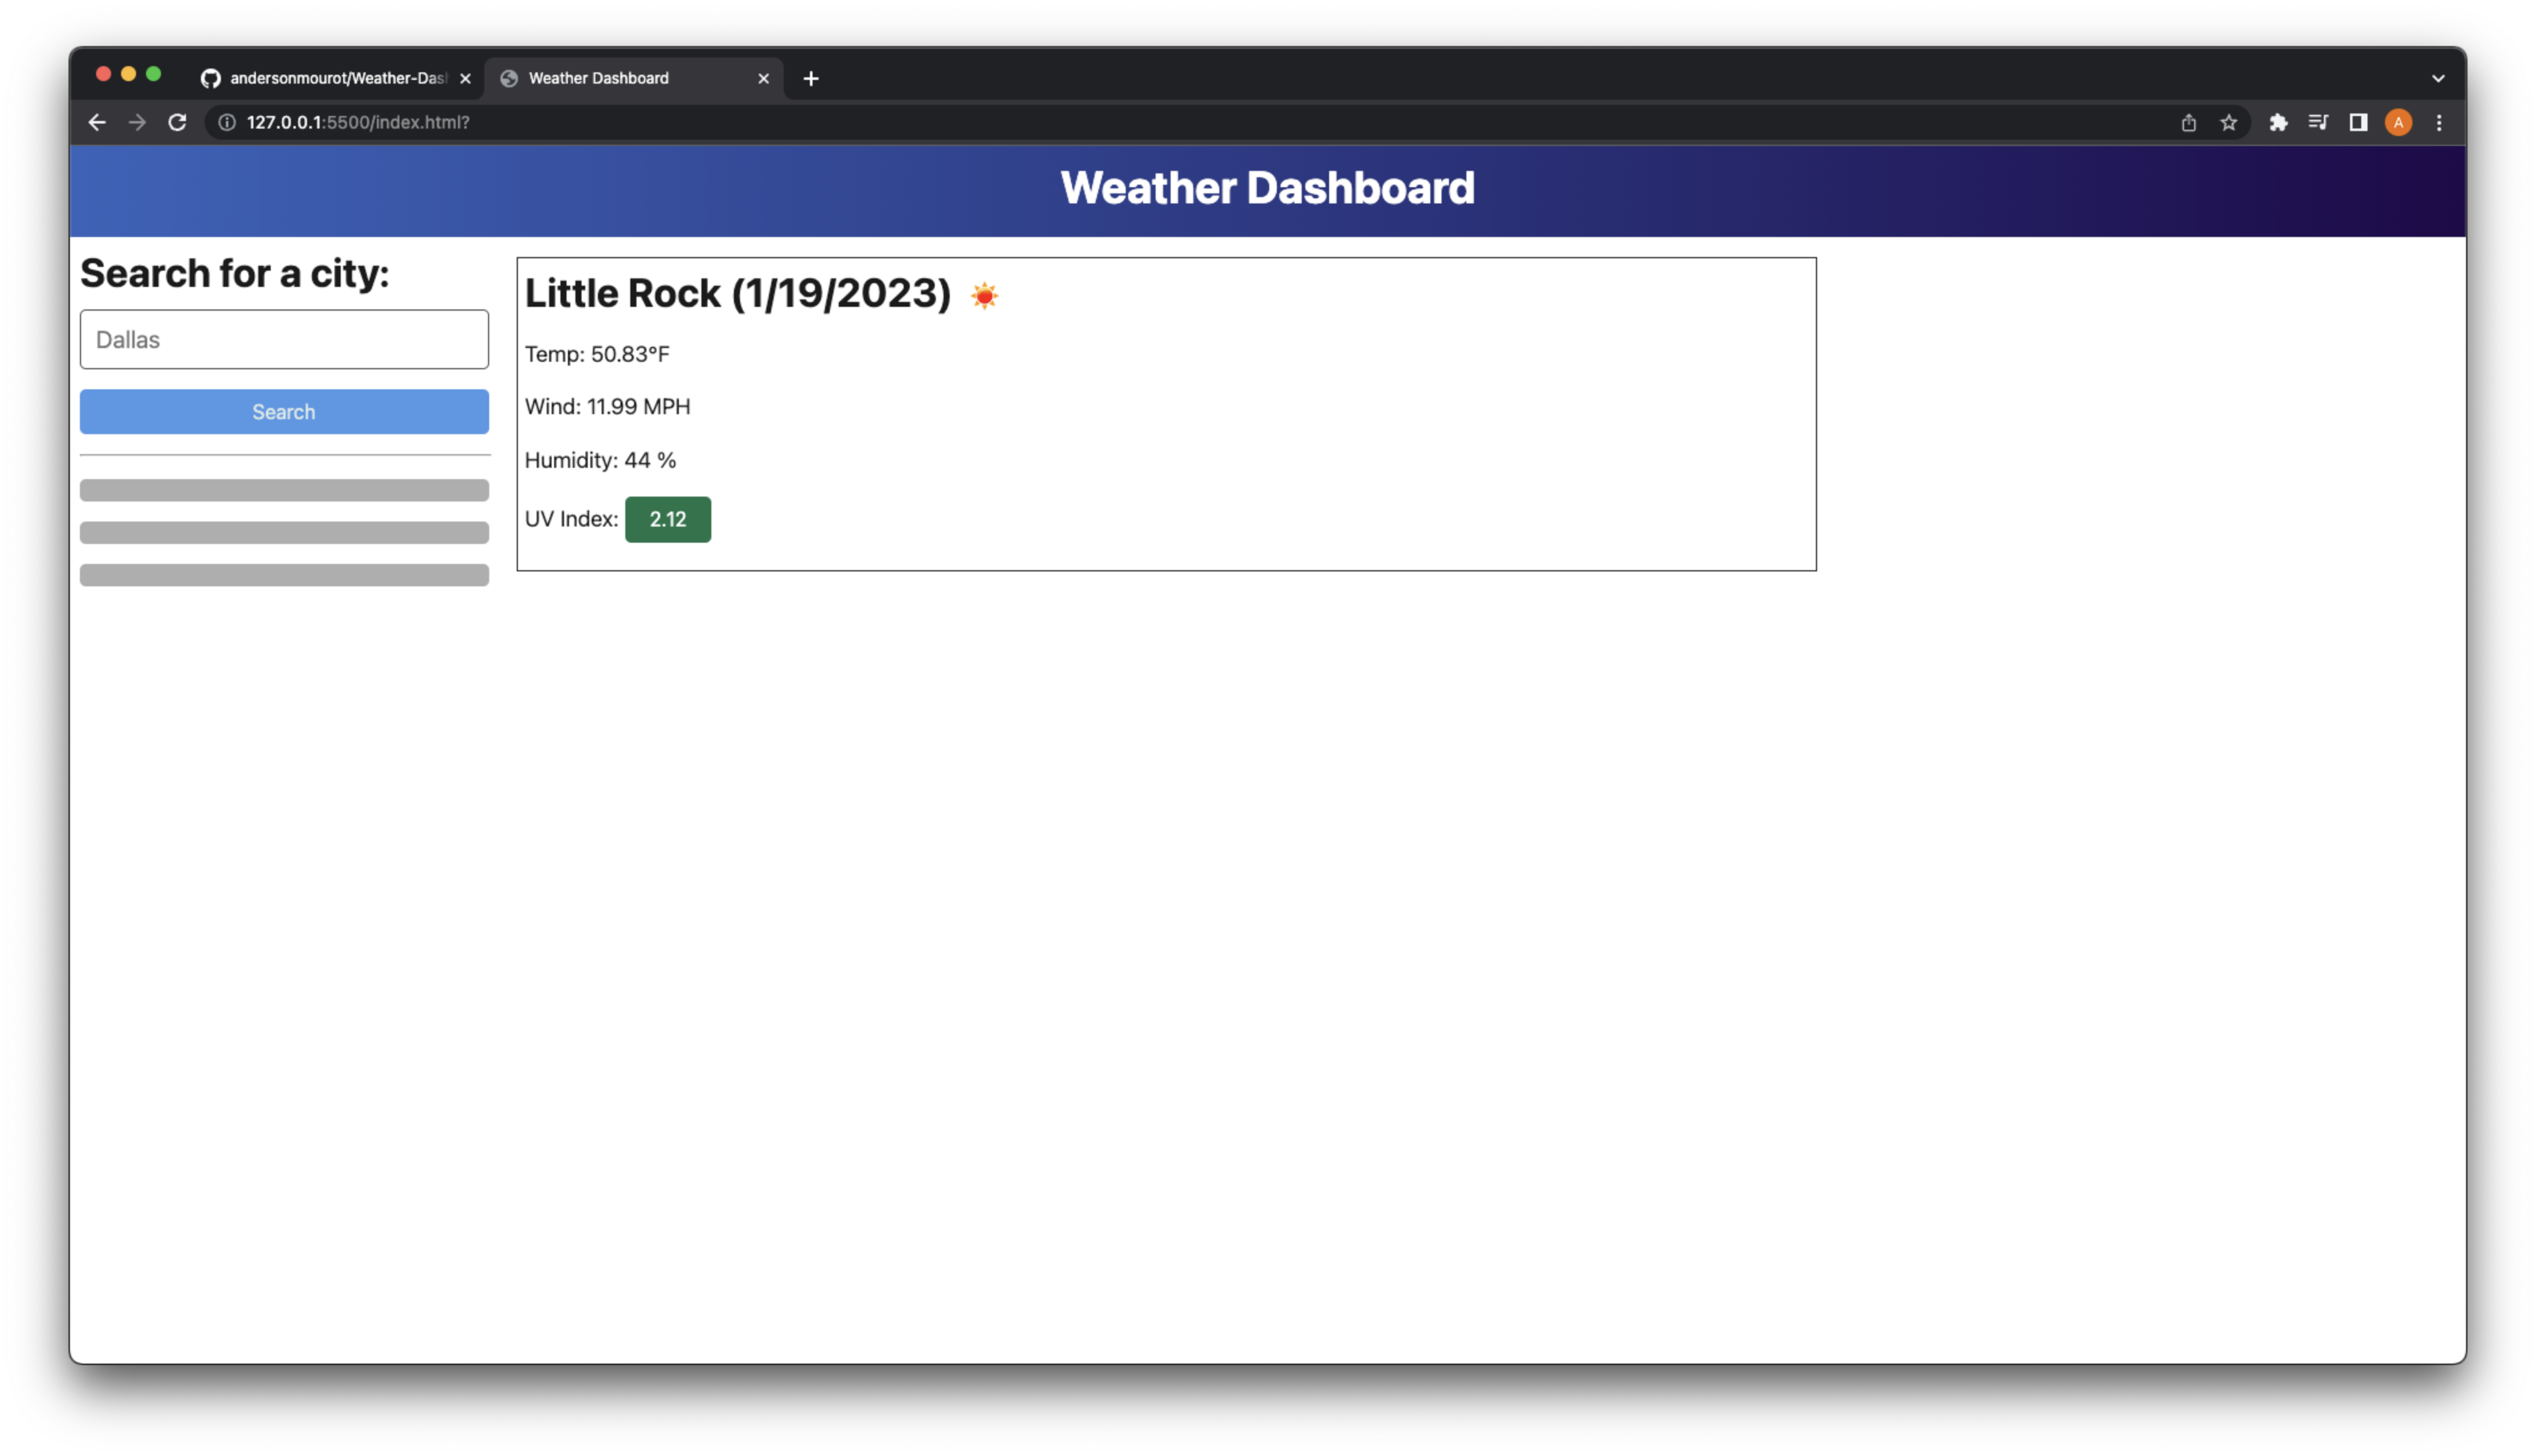 andersonmourot/Weather-Das
Weather Dashboard
127.0.0.1:5500/index.html?
A
Weather Dashboard
Search for a city:
Dallas
Search
Little Rock (1/19/2023)
Temp: 50.83°F
Wind: 11.99 MPH
Humidity: 44 %
UV Index: 2.12